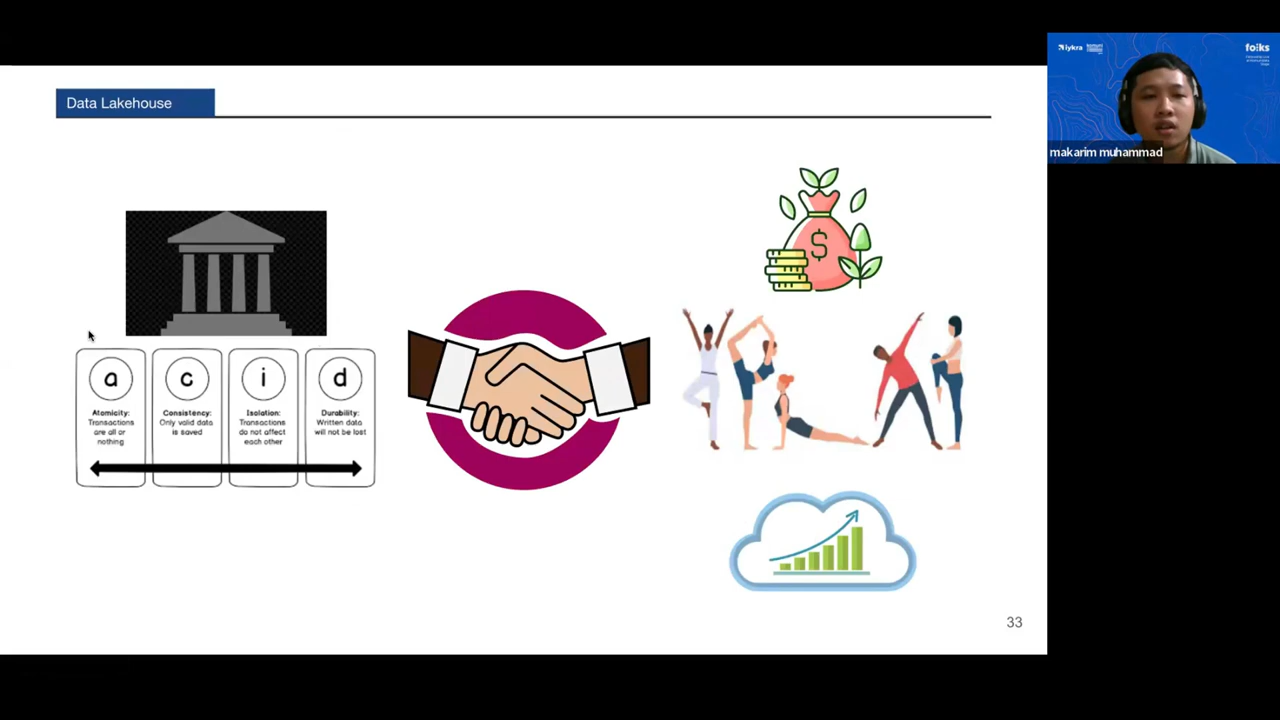 Data Lakehouse
a
c
i
d
Atomicity:
Transactions
are all or
nothing
Consistency:
Only valid data
is saved
Isolation:
Transactions
do not affect
each other
Durability:
Written data
will not be lost
$
33
iykra
makarim muhammad